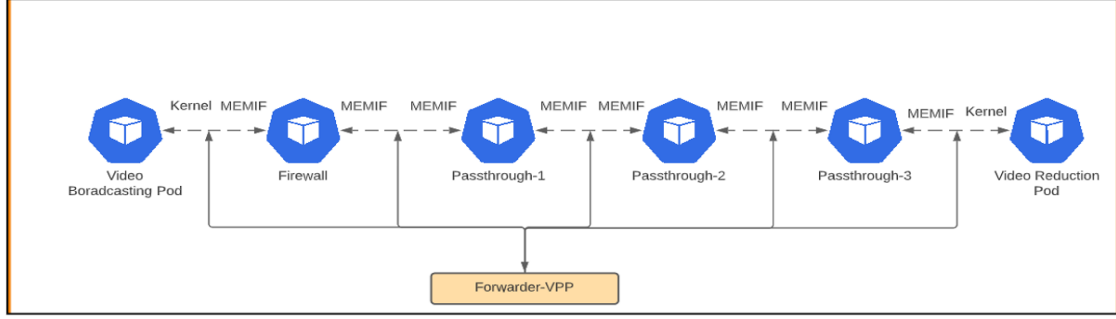 Kernel MEMIF MEMIF MEMIF MEMIF MEMIF MEMIF MEMIF MEMIF Kernel
Video
Boradcasting Pod
Firewall
Passthrough-1
Passthrough-2
Passthrough-3
Video Reduction
Pod
Forwarder-VPP